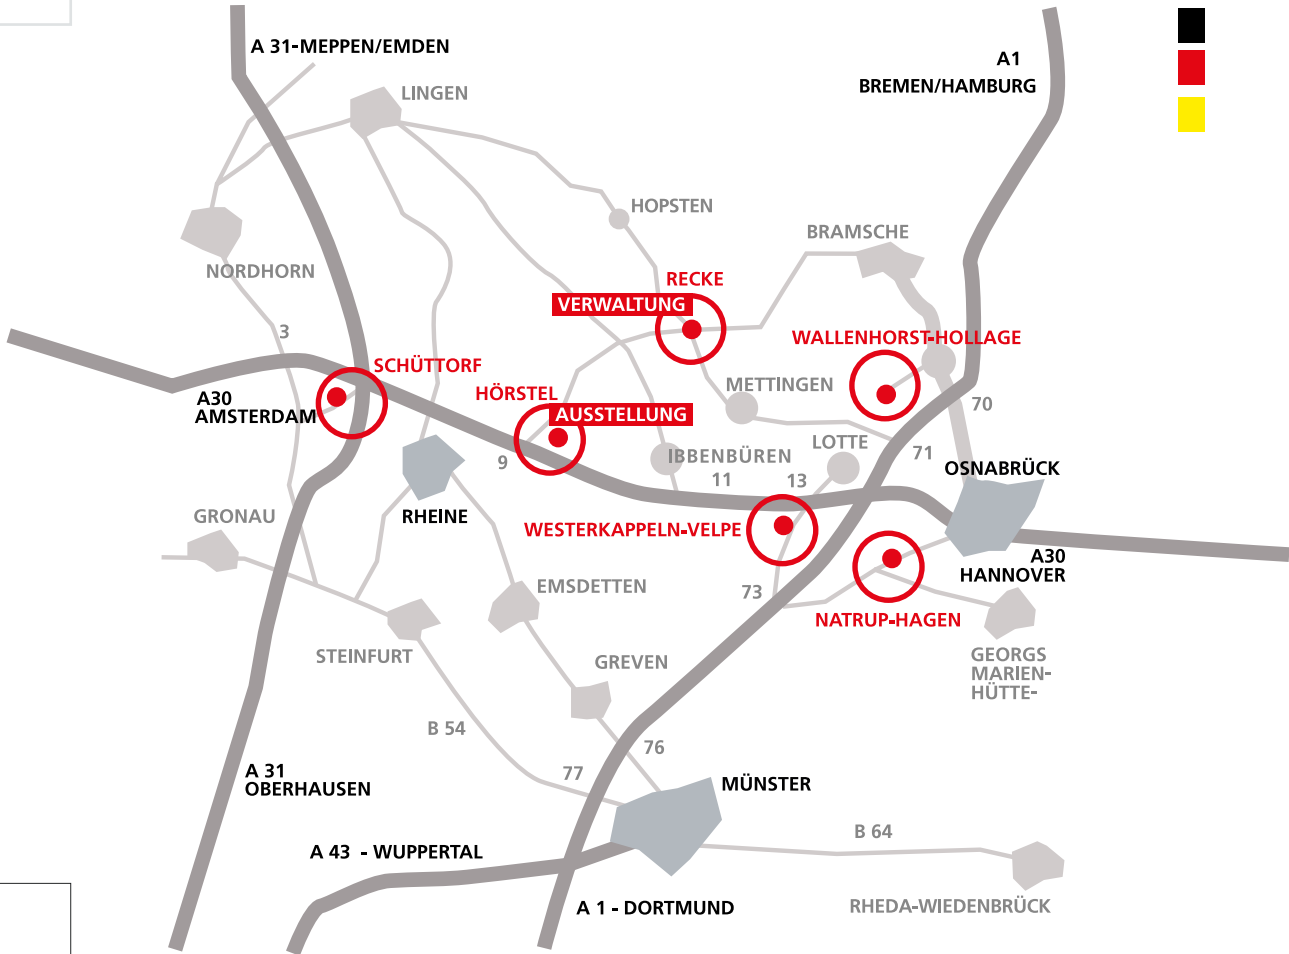 A 31-MEPPEN/EMDEN
A1
BREMEN/HAMBURG
LINGEN
HOPSTEN
BRAMSCHE
NORDHORN
RECKE
VERWALTUNG
3
WALLENHORST-HOLLAGE
SCHÜTTORF
METTINGEN
HÖRSTEL
A30
AMSTERDAM
70
AUSSTELLUNG
LOTTE
71
IBBENBÜREN
9
OSNABRÜCK
11
13
GRONAU
RHEINE
WESTERKAPPELN-VELPE
A30
HANNOVER
EMSDETTEN
73
NATRUP-HAGEN
STEINFURT
GREVEN
GEORGS
MARIEN-
HÜTTE-
B 54
76
A 31
OBERHAUSEN
77
MÜNSTER
B 64
A 43 - WUPPERTAL
A 1 - DORTMUND
RHEDA-WIEDENBRÜCK